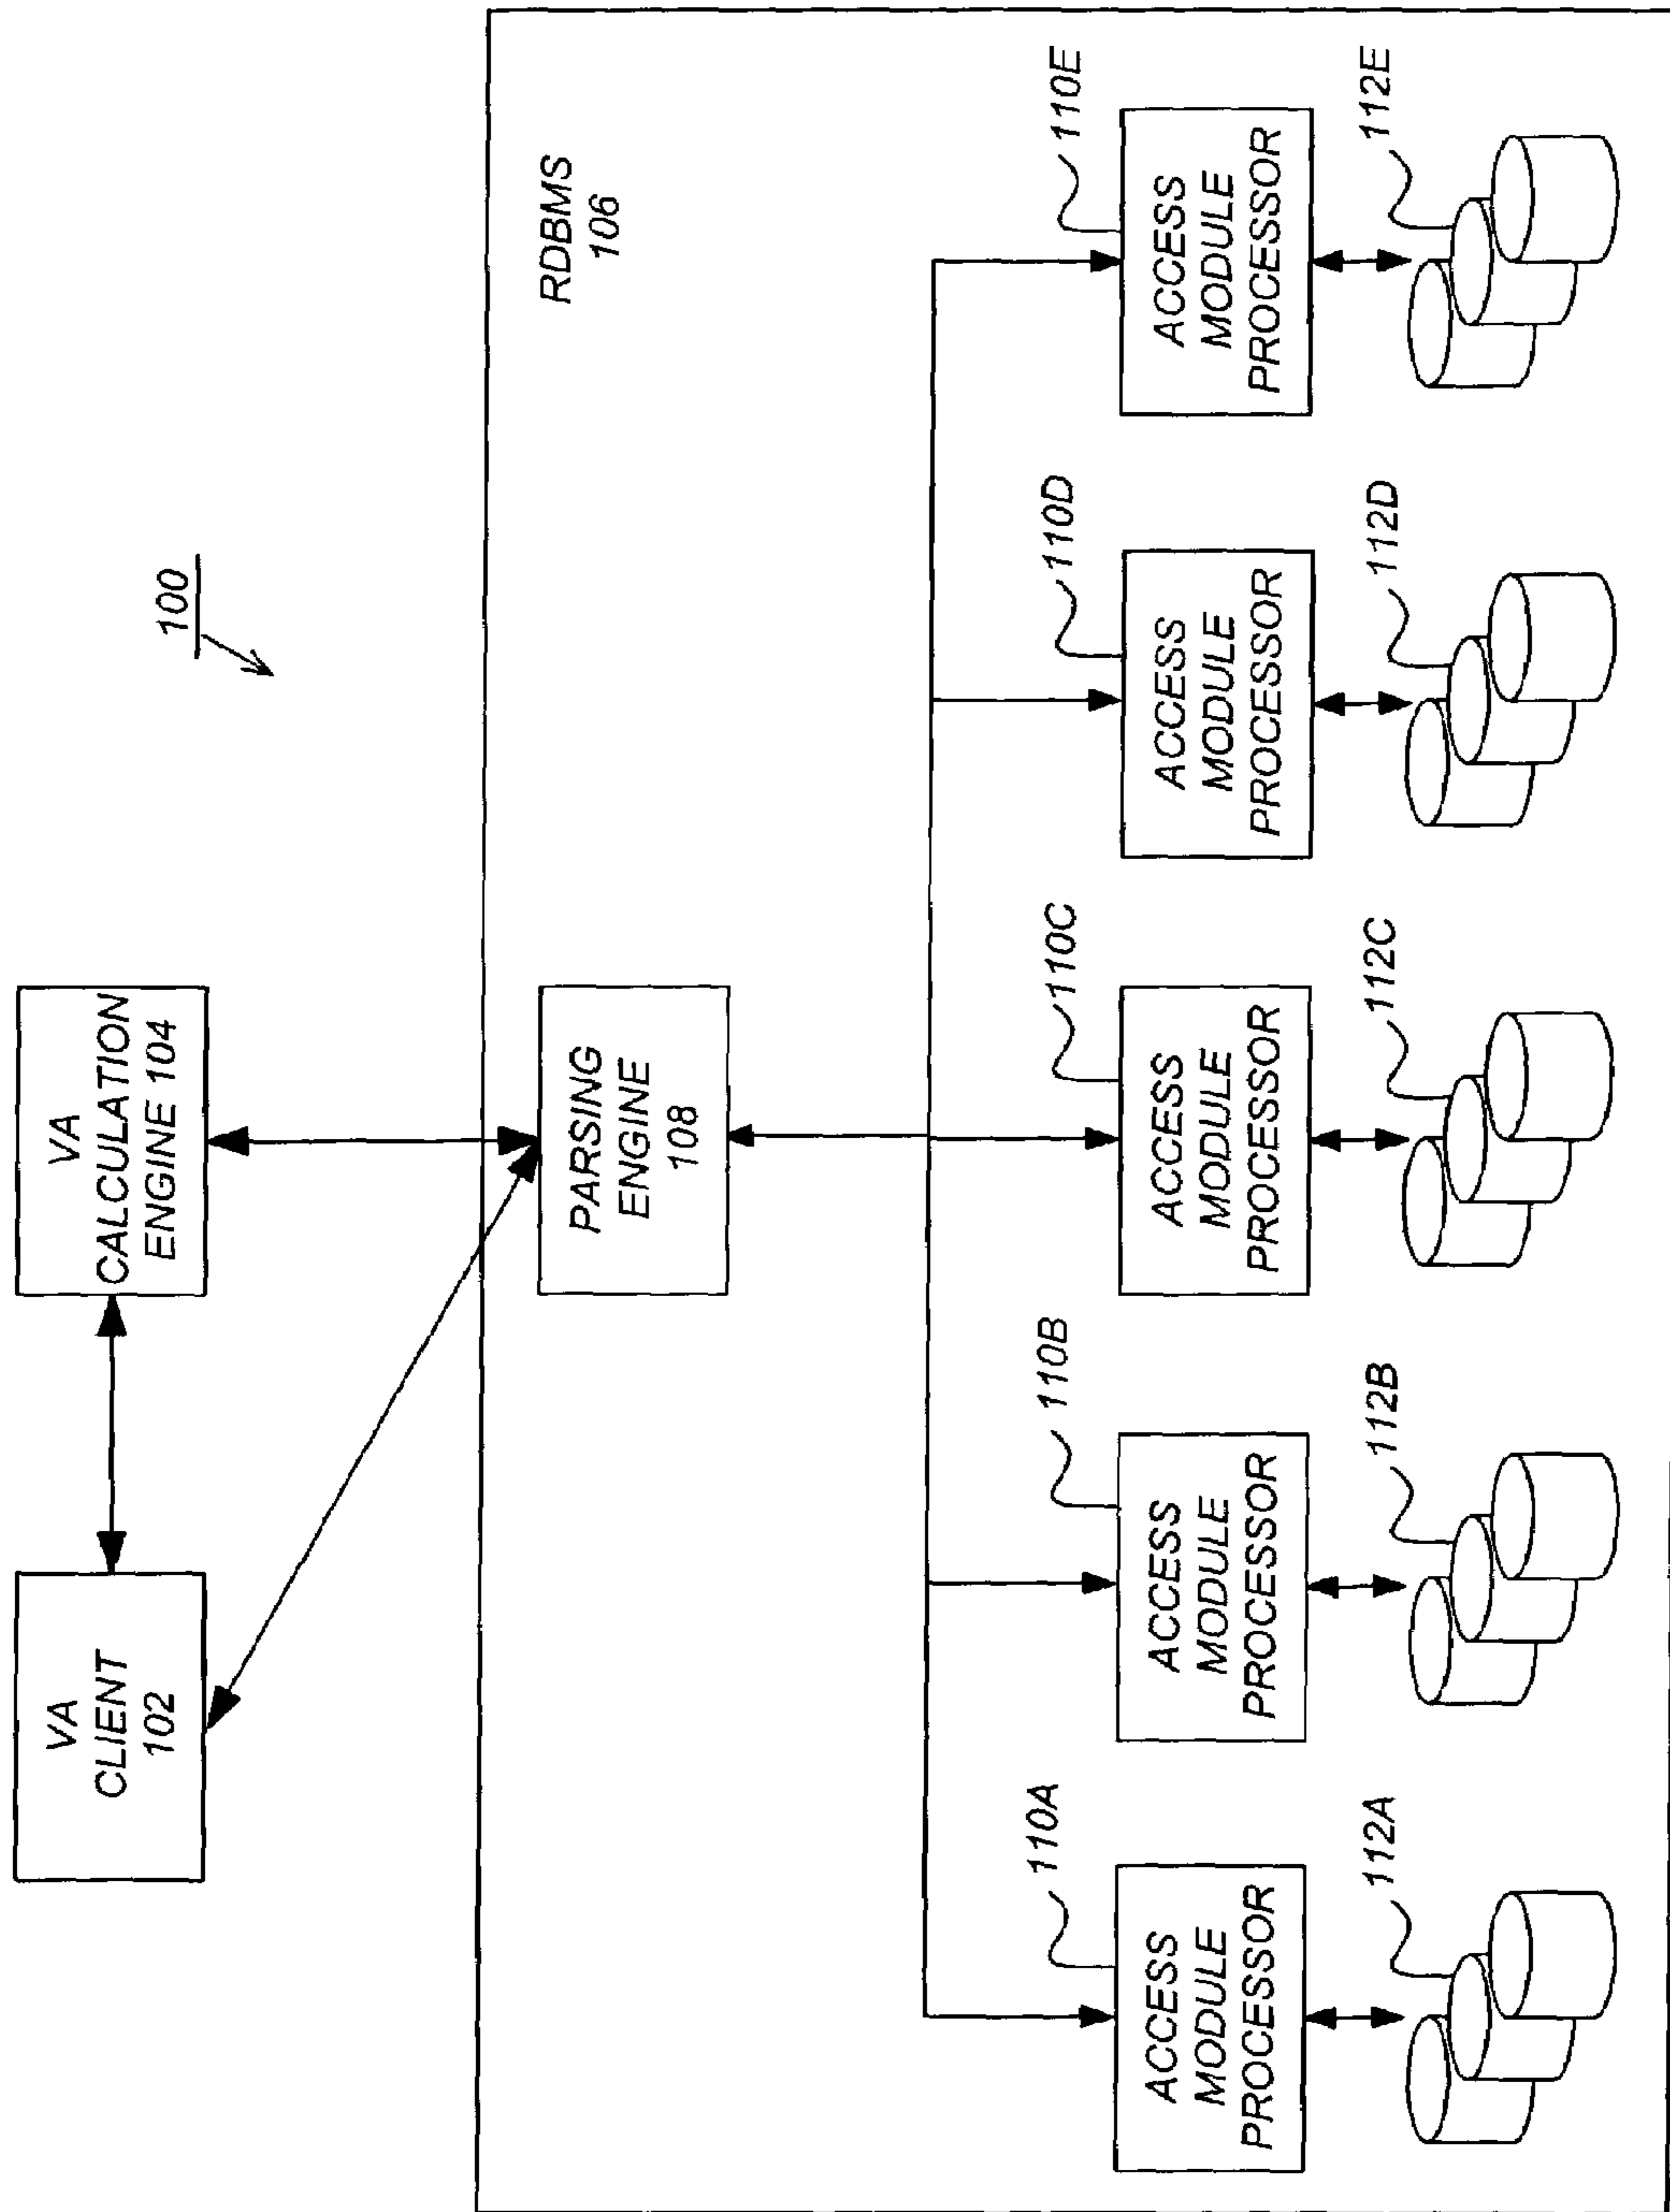 100
VA
CLIENT
102
VA
CALCULATION
ENGINE 104
RDBMS
106
PARSING
ENGINE
108
110A
110B
110C
110D
110E
ACCESS
MODULE
PROCESSOR
ACCESS
MODULE
PROCESSOR
ACCESS
MODULE
PROCESSOR
ACCESS
MODULE
PROCESSOR
ACCESS
MODULE
PROCESSOR
112A
112B
112C
112D
112E